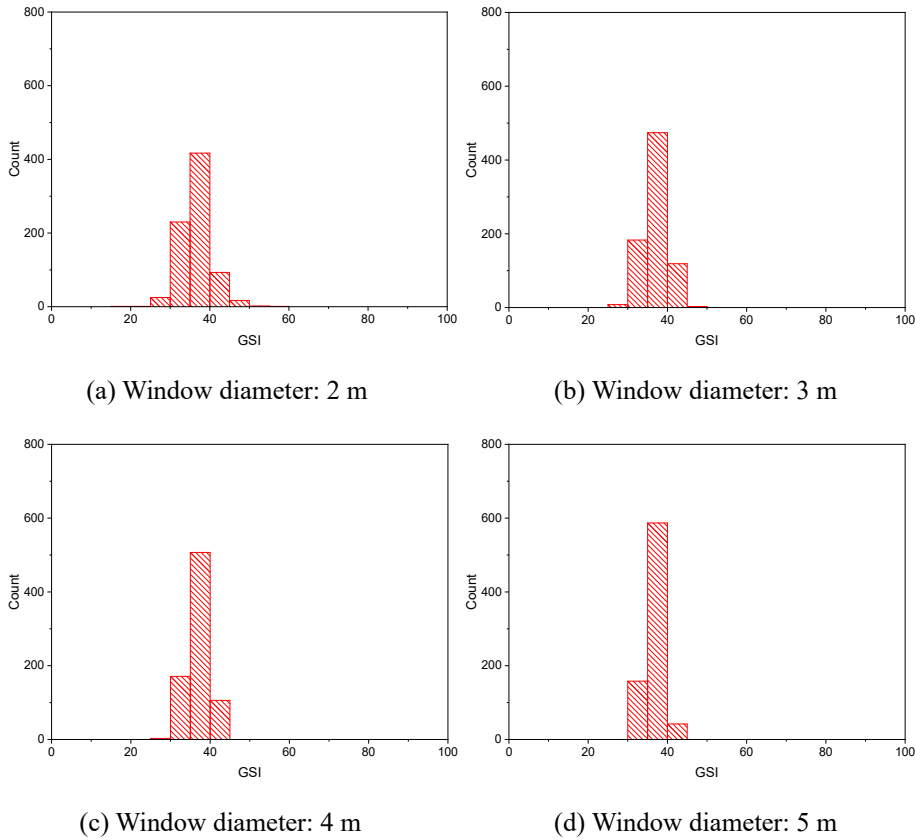 800
600
400
200
0
Count
0 20 40 60 80 100
GSI
(a) Window diameter: 2 m
800
600
400
200
0
Count
0 20 40 60 80 100
GSI
(b) Window diameter: 3 m
800
600
400
200
0
Count
0 20 40 60 80 100
GSI
(c) Window diameter: 4 m
800
600
400
200
0
Count
0 20 40 60 80 100
GSI
(d) Window diameter: 5 m